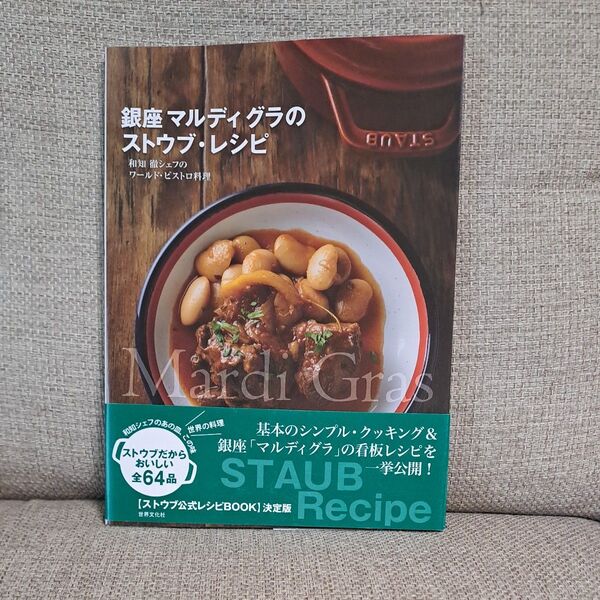 銀座 マルディ グラの
ストウブ・レシピ
和知 徹シェフの
ワールド・ビストロ料理
STAUB
Mardi Gras
和知シェフのあの皿、この味
世界の料理
ストウブだから
おいしい
全64品
基本のシンプル・クッキング&
銀座「マルディグラ」の看板レシピを
一挙公開!
STAUB
Recipe
【ストウブ公式レシピBOOK】決定版
世界文化社